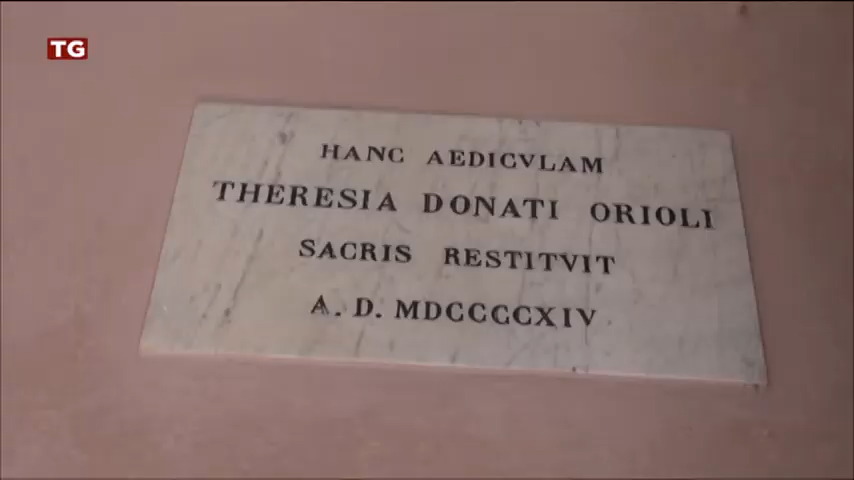 TG
HANC AEDICVLAM
THERESIA DONATI ORIOLI
SACRIS RESTITVIT
A. D. MDCCCCXIV